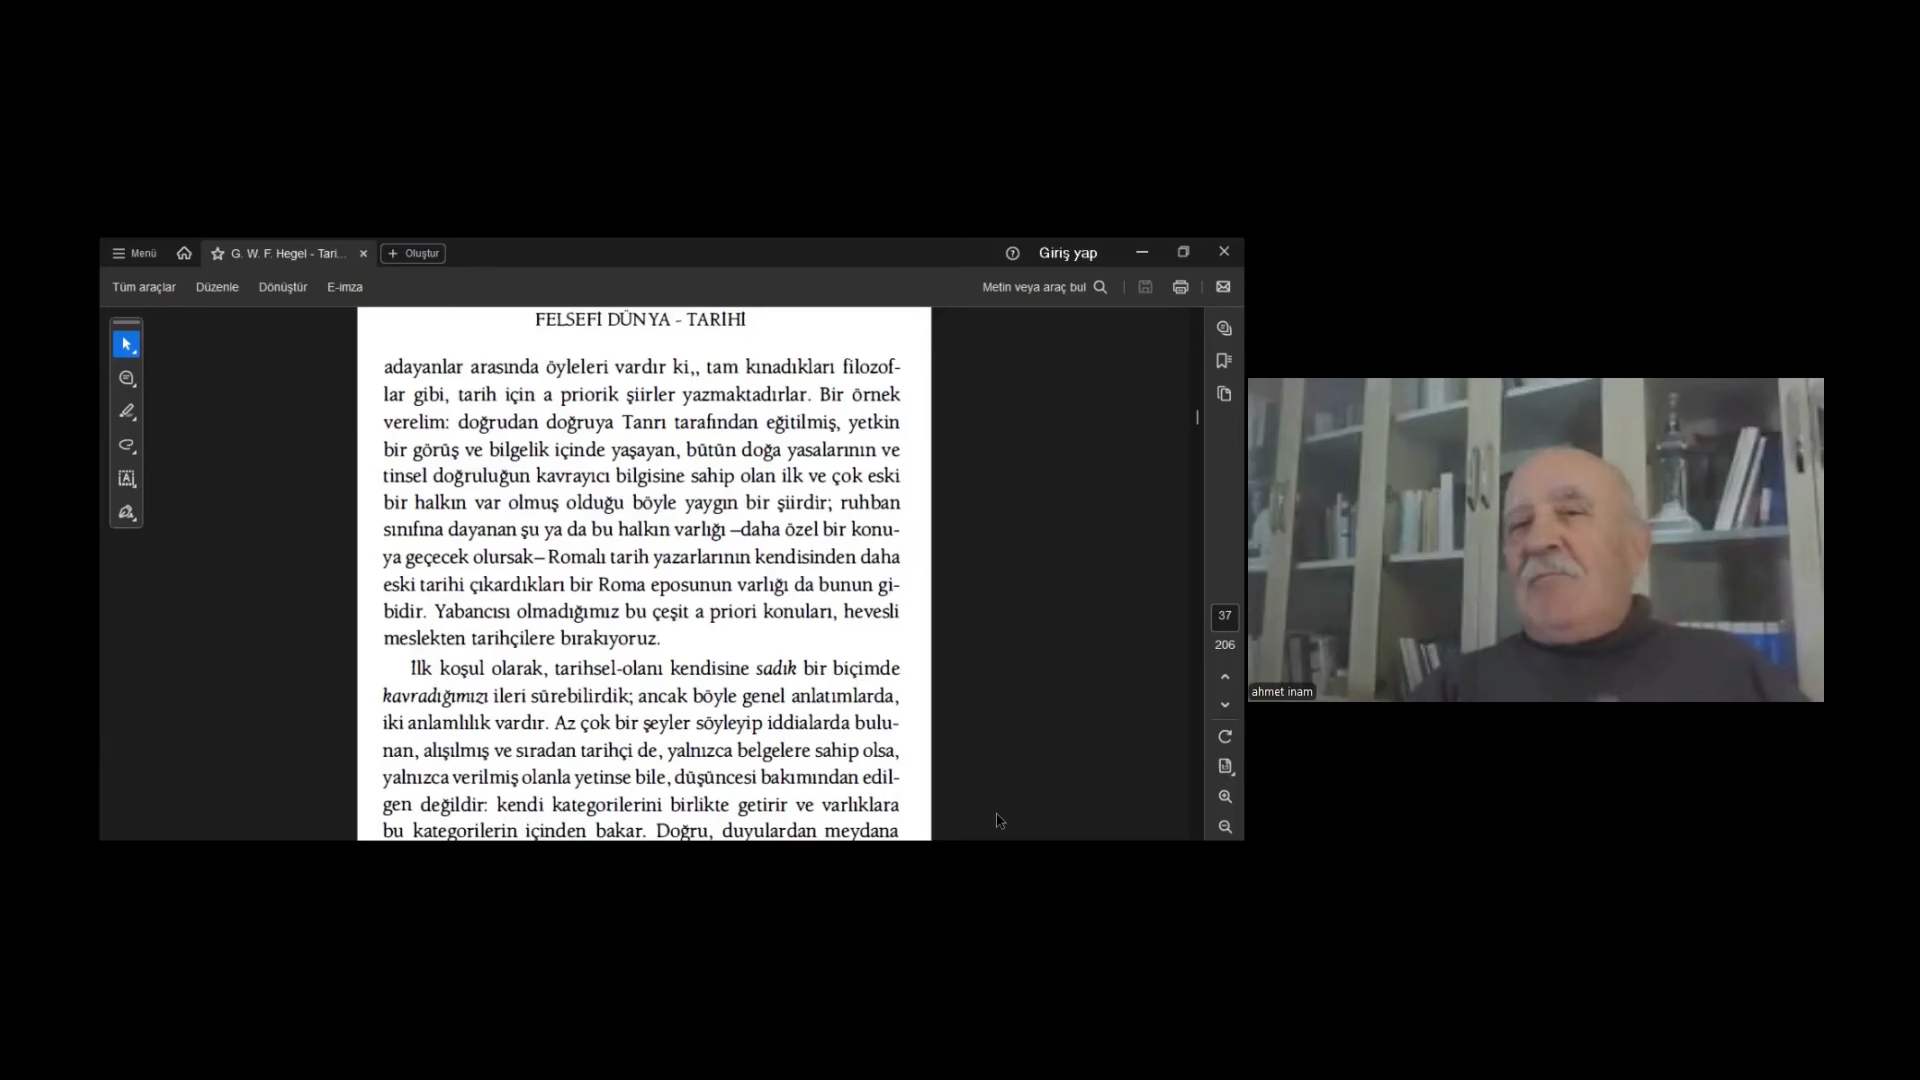 Menü
G. W. F. Hegel - Tari...
Oluştur
Giriş yap
Tüm araçlar
Düzenle
Dönüştür
E-imza
Metin veya araç bul
FELSEFİ DÜNYA - TARİHİ
adayanlar arasında öyleleri vardır ki,, tam kınadıkları filozof-
lar gibi, tarih için a priorik şiirler yazmaktadırlar. Bir örnek
verelim: doğrudan doğruya Tanrı tarafından eğitilmiş, yetkin
bir görüş ve bilgelik içinde yaşayan, bütün doğa yasalarının ve
tinsel doğruluğun kavrayıcı bilgisine sahip olan ilk ve çok eski
bir halkın var olmuş olduğu böyle yaygın bir şiirdir; ruhban
sınıfına dayanan şu ya da bu halkın varlığı –daha özel bir konu-
ya geçecek olursak– Romalı tarih yazarlarının kendisinden daha
eski tarihi çıkardıkları bir Roma eposunun varlığı da bunun gi-
bidir. Yabancısı olmadığımız bu çeşit a priori konuları, hevesli
meslekten tarihçilere bırakıyoruz.
İlk koşul olarak, tarihsel-olanı kendisine sadık bir biçimde
kavradığımızı ileri sürebilirdik; ancak böyle genel anlatımlarda,
iki anlamlılık vardır. Az çok bir şeyler söyleyip iddialarda bulu-
nan, alışılmış ve sıradan tarihçi de, yalnızca belgelere sahip olsa,
yalnızca verilmiş olanla yetinse bile, düşüncesi bakımından edil-
gen değildir: kendi kategorilerini birlikte getirir ve varlıklara
bu kategorilerin içinden bakar. Doğru, duyulardan meydana
37
206
ahmet inam